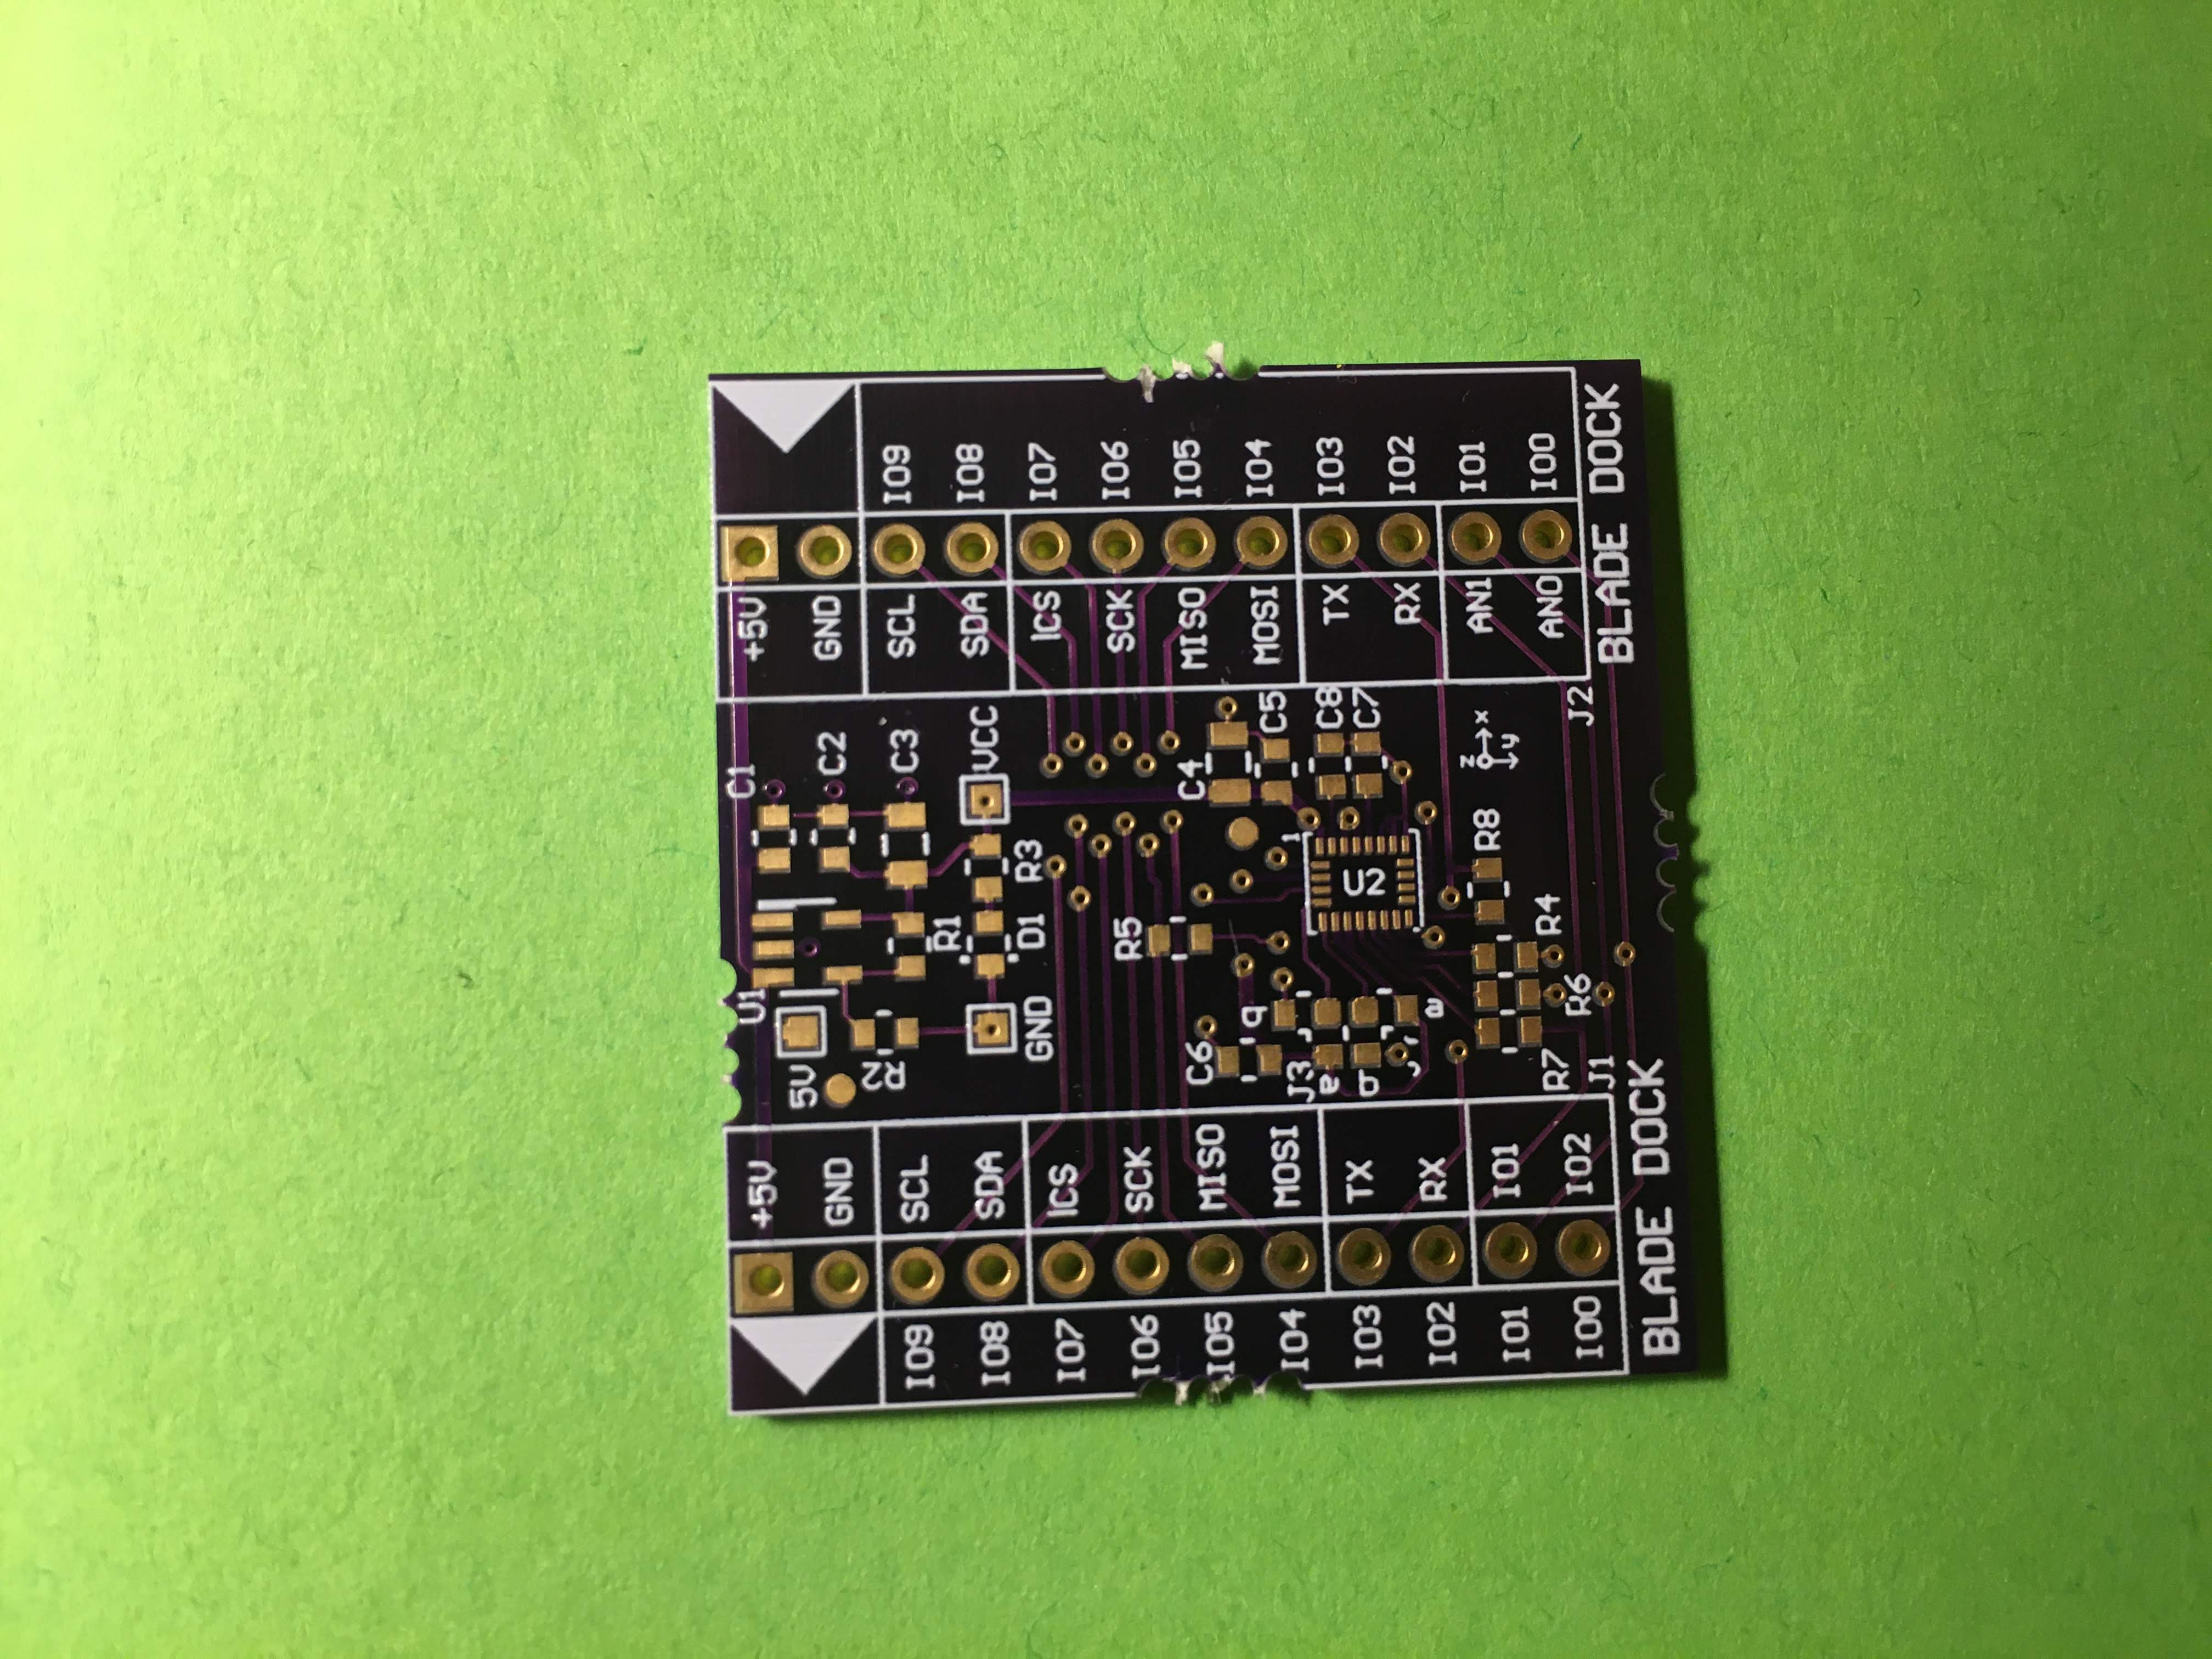 IO0
IO1
IO2
IO3
IO4
IO5
IO6
IO7
IO8
IO9
BLADE DOCK
IO2
IO1
RX
TX
MOSI
MISO
SCK
!CS
SDA
SCL
GND
+5V
J1
R7
R6
R4
J3
C6
R5
R8
U2
1
GND
D1
R1
R3
VCC
R2
5V
U1
C1
C2
C3
C4
C5
C8
C7
z
x
y
J2
AN0
AN1
RX
TX
MOSI
MISO
SCK
!CS
SDA
SCL
GND
+5V
BLADE DOCK
IO0
IO1
IO2
IO3
IO4
IO5
IO6
IO7
IO8
IO9